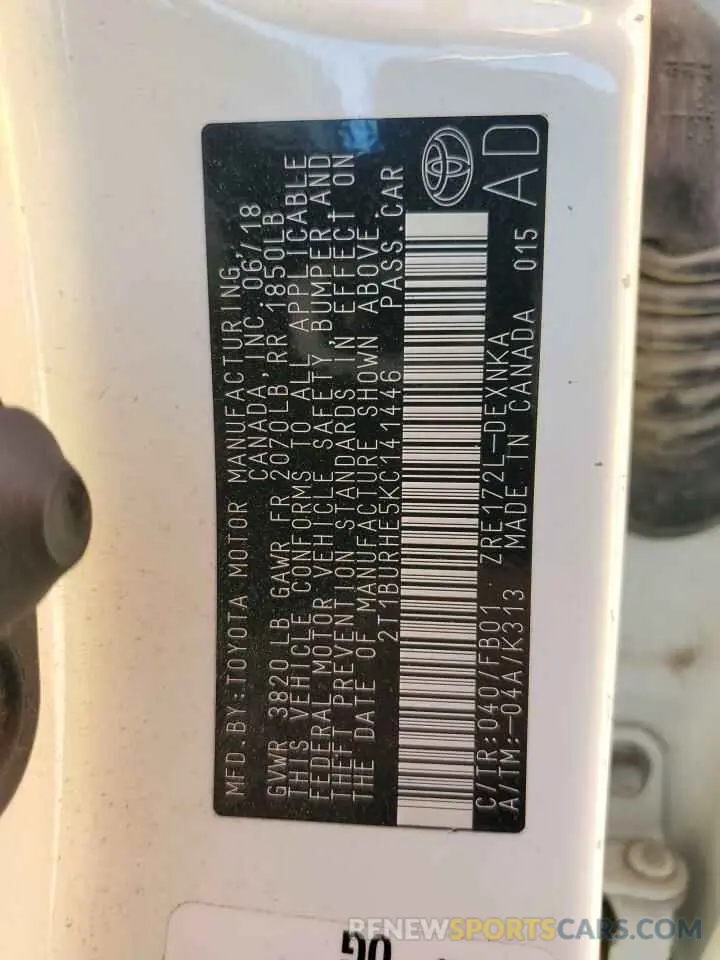 MFD.BY:TOYOTA MOTOR MANUFACTURING
CANADA,INC.06/18
GVWR 3820LB GAWR FR 2070LB RR 1850LB
THIS VEHICLE CONFORMS TO ALL APPLICABLE
FEDERAL MOTOR VEHICLE SAFETY, BUMPER, AND
THEFT PREVENTION STANDARDS IN EFFECT ON
THE DATE OF MANUFACTURE SHOWN ABOVE
2T1BURHE5KC141446 PASS.CAR
C/TR:040/FB01 ZRE172L-DEXNKA AD
A/TM:-04A/K313 MADE IN CANADA 015
RENEWSPORTSCARS.COM